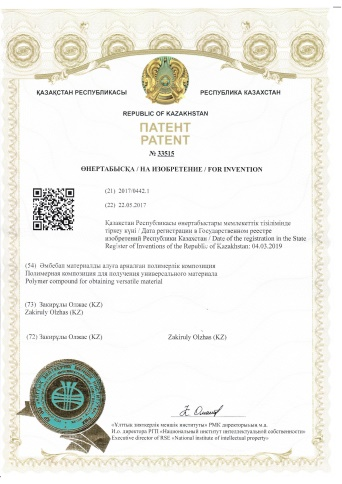 ҚАЗАҚСТАН РЕСПУБЛИКАСЫ
РЕСПУБЛИКА КАЗАХСТАН
REPUBLIC OF KAZAKHSTAN
ПАТЕНТ
PATENT
№ 33515
ӨНЕРТАБЫСҚА / НА ИЗОБРЕТЕНИЕ / FOR INVENTION
(21) 2017/0442.1
(22) 22.05.2017
Қазақстан Республикасы өнертабыстары мемлекеттік тізілімінде
тіркеу күні / Дата регистрации в Государственном реестре
изобретений Республики Казахстан / Date of the registration in the State
Register of Inventions of the Republic of Kazakhstan: 04.03.2019
(54) Әмбебап материалды алуға арналған полимерлік композиция
Полимерная композиция для получения универсального материала
Polymer compound for obtaining versatile material
(73) Закирұлы Олжас (KZ)
Zakiruly Olzhas (KZ)
(72) Закирұлы Олжас (KZ) Zakiruly Olzhas (KZ)
«Ұлттық зияткерлік меншік институты» РМК директорының м.а.
И.о. директора РГП «Национальный институт интеллектуальной собственности»
Executive director of RSE «National institute of intellectual property»